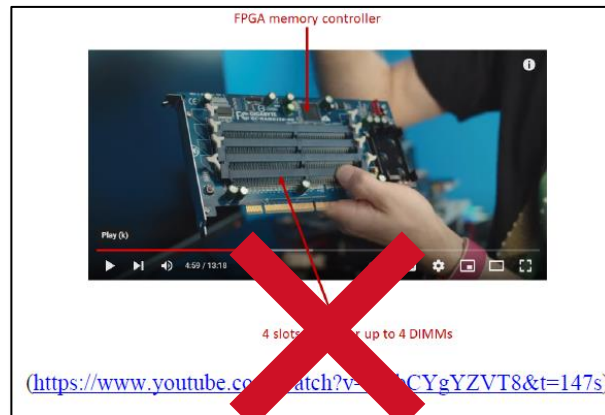 FPGA memory controller
GIGABYTE
Play (k)
4:59 / 13:18
4 slots up to 4 DIMMs
(https://www.youtube.co
CYgYZVT8&t=147s)